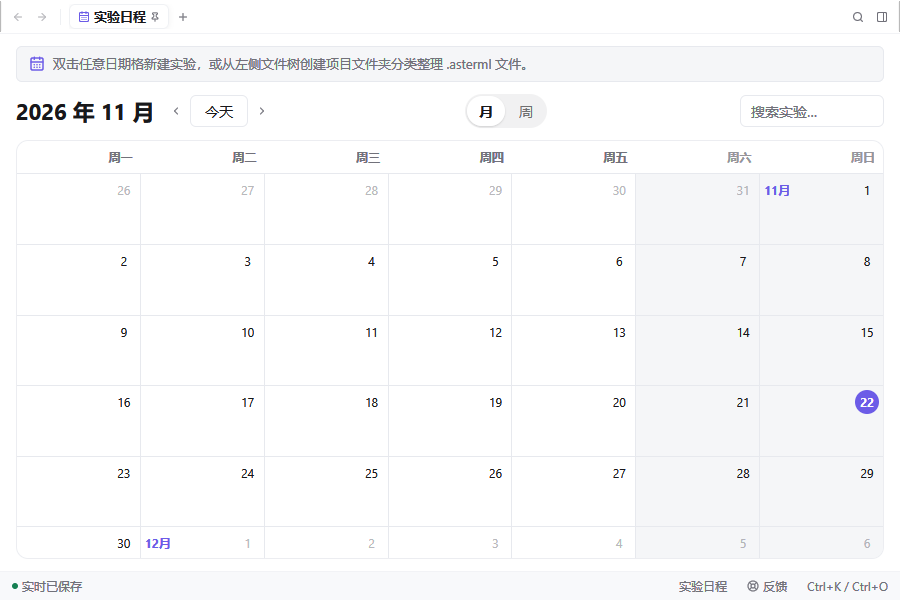 实验日程
双击任意日期格新建实验，或从左侧文件树创建项目文件夹分类整理 .asterml 文件。
2026 年 11 月 今天 月 周 搜索实验...
周一 周二 周三 周四 周五 周六 周日
26 27 28 29 30 31 11月 1
2 3 4 5 6 7 8
9 10 11 12 13 14 15
16 17 18 19 20 21 22
23 24 25 26 27 28 29
30 12月 1 2 3 4 5 6
实时已保存 实验日程 反馈 Ctrl+K / Ctrl+O